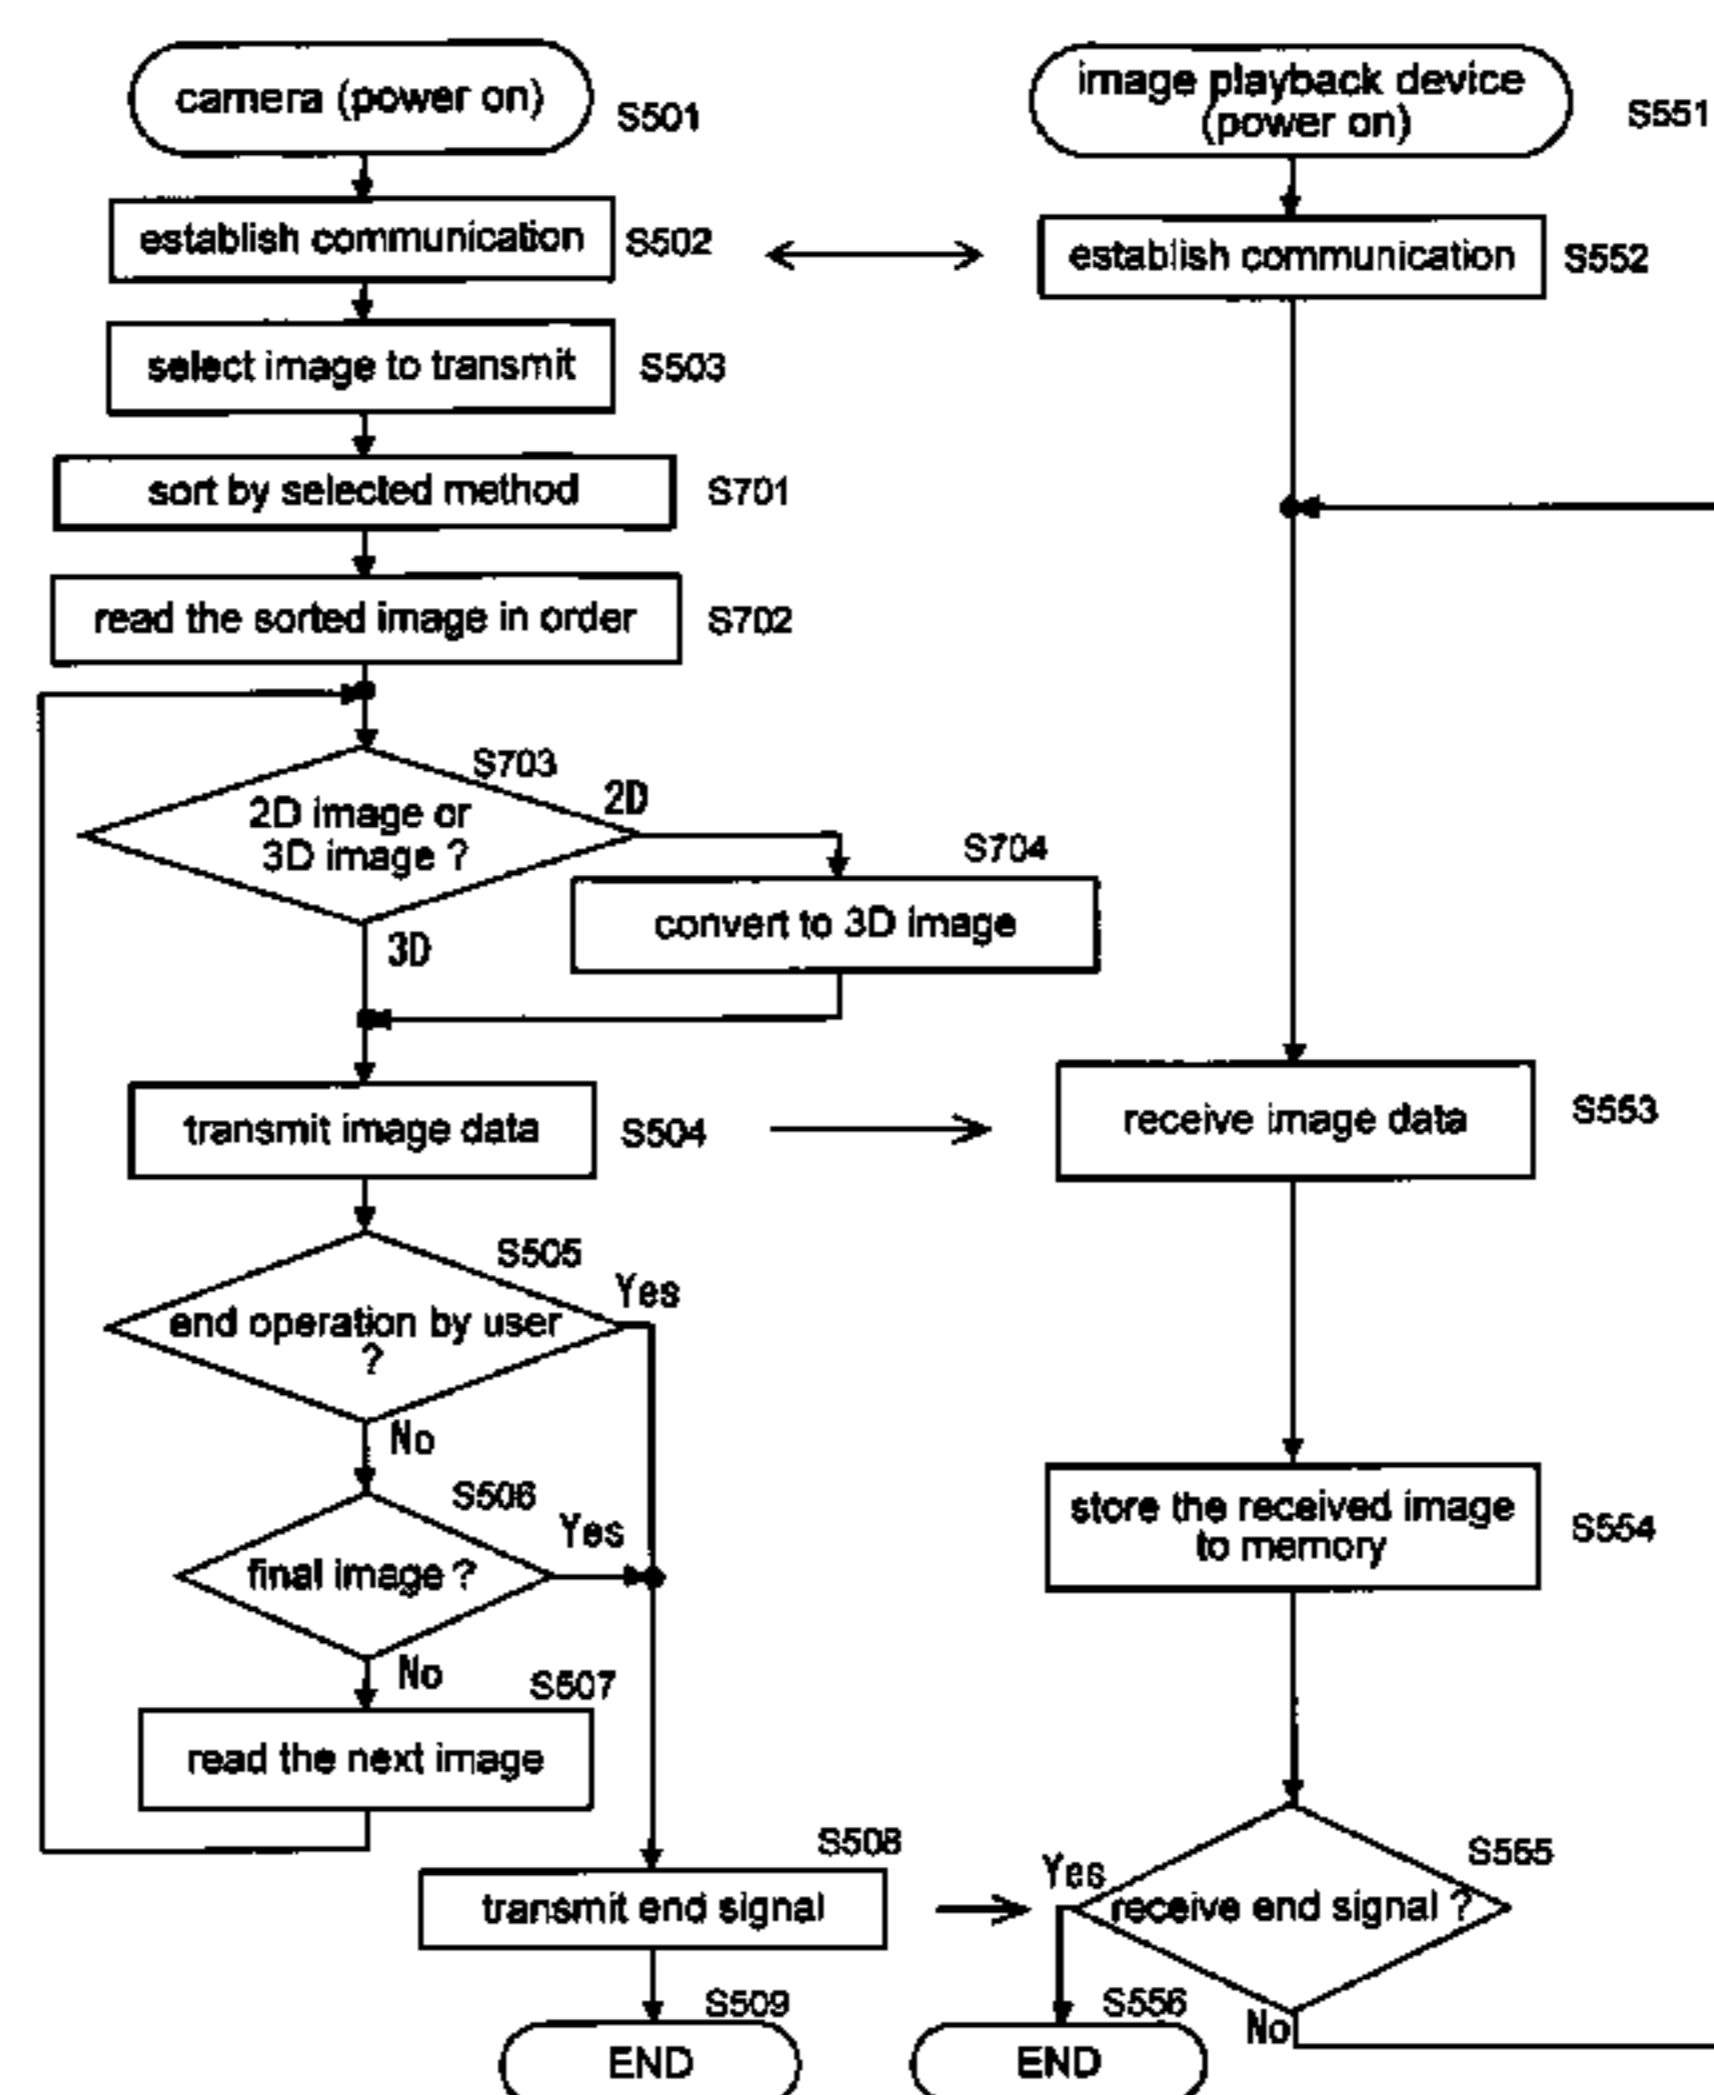 camera (power on)
S501
establish communication
S502
select image to transmit
S503
sort by selected method
S701
read the sorted image in order
S702
S703
2D image or
3D image ?
2D
3D
S704
convert to 3D image
transmit image data
S504
S505
end operation by user
?
Yes
No
S506
final image ?
Yes
No
S507
read the next image
S508
transmit end signal
S509
END
image playback device
(power on)
S551
establish communication
S552
receive image data
S553
store the received image
to memory
S554
S555
receive end signal ?
Yes
No
S556
END